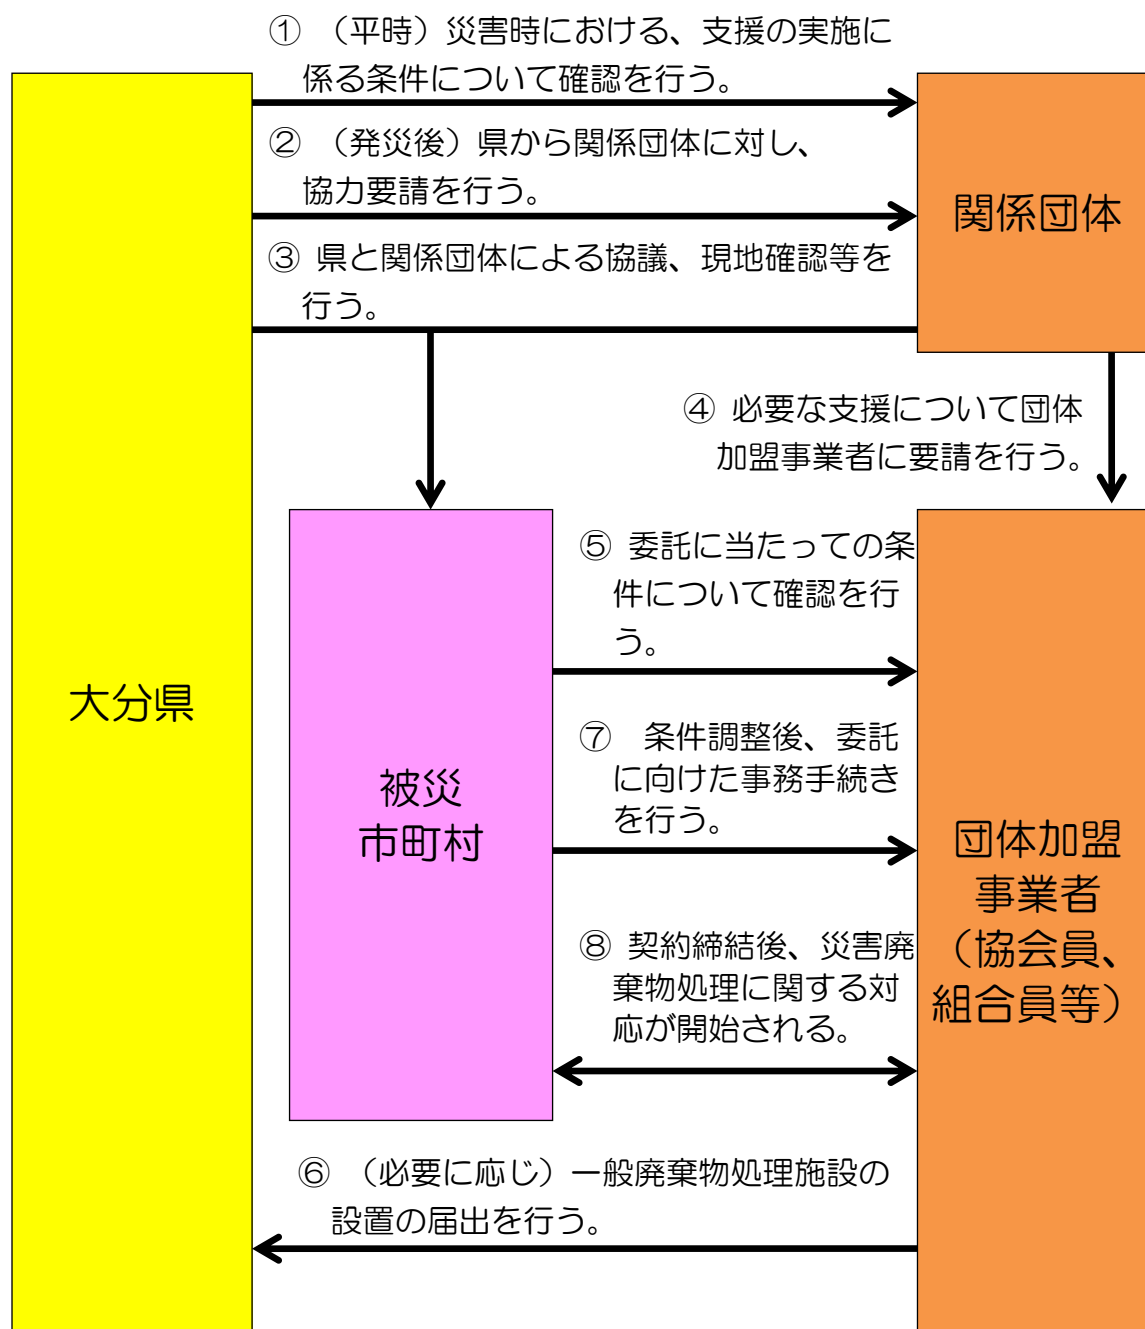 ① （平時）災害時における、支援の実施に
係る条件について確認を行う。
② （発災後）県から関係団体に対し、
協力要請を行う。
関係団体
③ 県と関係団体による協議、現地確認等を
行う。
④ 必要な支援について団体
加盟事業者に要請を行う。
⑤ 委託に当たっての条
件について確認を行
う。
大分県
⑦　条件調整後、委託
に向けた事務手続き
を行う。
被災
市町村
団体加盟
事業者
（協会員、
組合員等）
⑧ 契約締結後、災害廃
棄物処理に関する対
応が開始される。
⑥ （必要に応じ）一般廃棄物処理施設の
設置の届出を行う。